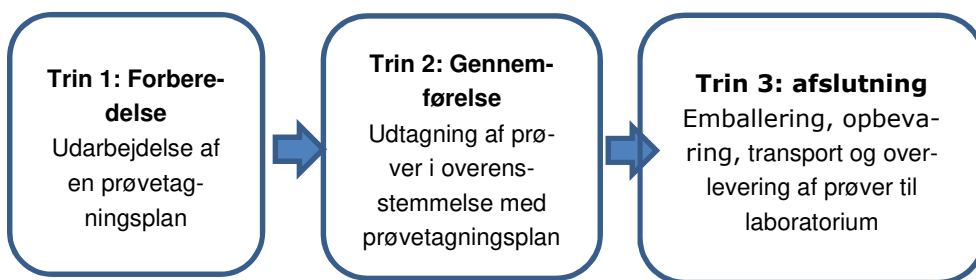 Trin 1: Forbere-
delse
Udarbejdelse af
en prøvetag-
ningsplan
Trin 2: Gennem-
førelse
Udtagning af prø-
ver i overens-
stemmelse med
prøvetagningsplan
Trin 3: afslutning
Emballering, opbeva-
ring, transport og over-
levering af prøver til
laboratorium